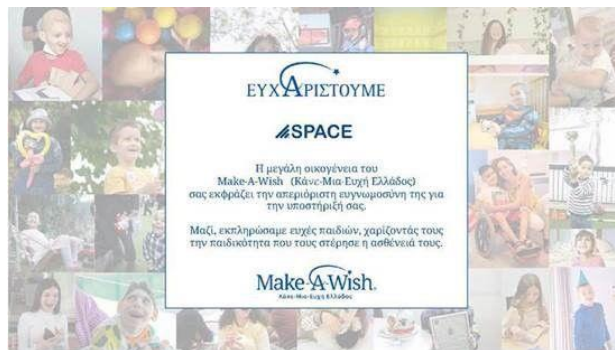 ΕΥΧΑΡΙΣΤΟΥΜΕ
SPACE
Η μεγάλη οικογένεια του
Make-A-Wish (Κάνε-Μια-Ευχή Ελλάδος)
σας εκφράζει την απεριόριστη ευγνωμοσύνη της για
την υποστήριξή σας.
Μαζί, εκπληρώσαμε ευχές παιδιών, χαρίζοντάς τους
την παιδικότητα που τους στέρησε η ασθένειά τους.
Make-A-Wish.
Κάνε-Μια-Ευχή Ελλάδος